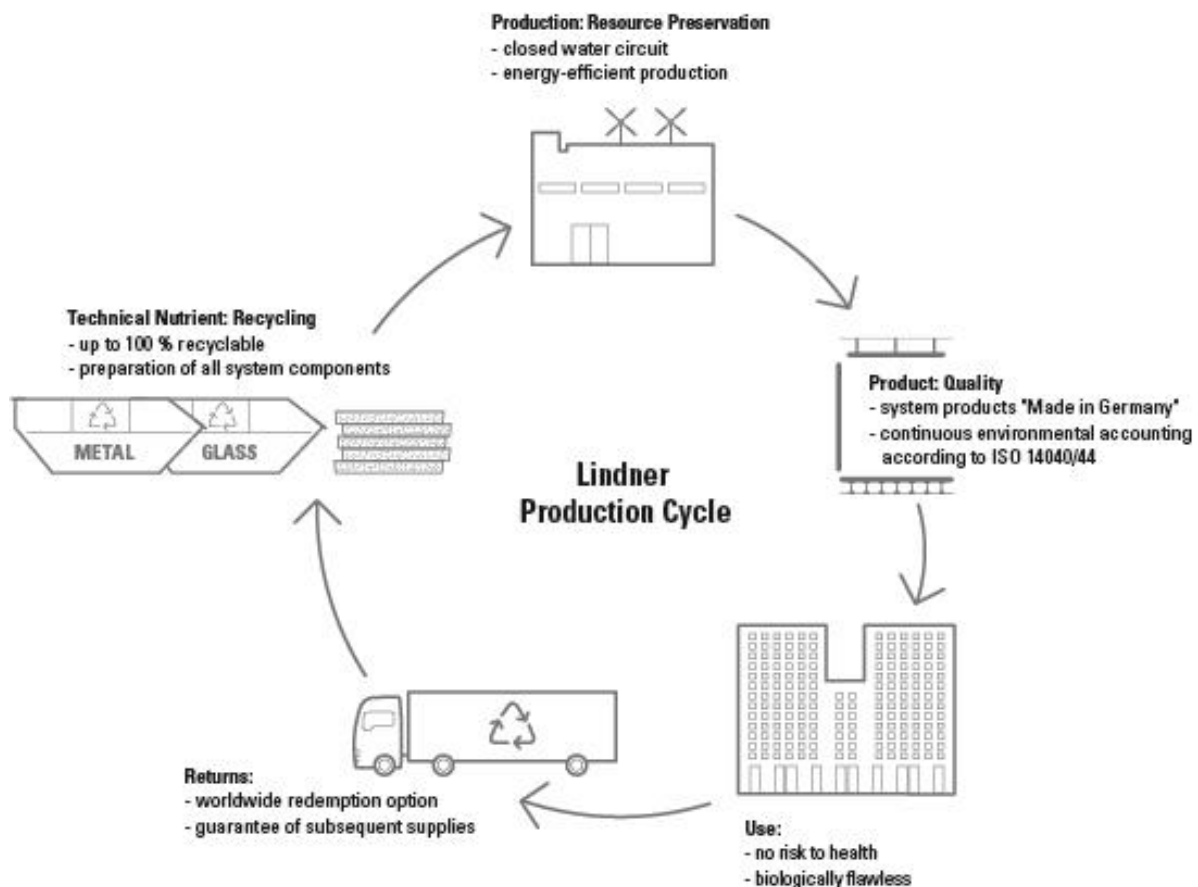 Production: Resource Preservation
- closed water circuit
- energy-efficient production
Technical Nutrient: Recycling
- up to 100 % recyclable
- preparation of all system components
METAL
GLASS
Product: Quality
- system products "Made in Germany"
- continuous environmental accounting
according to ISO 14040/44
Lindner
Production Cycle
Returns:
- worldwide redemption option
- guarantee of subsequent supplies
Use:
- no risk to health
- biologically flawless